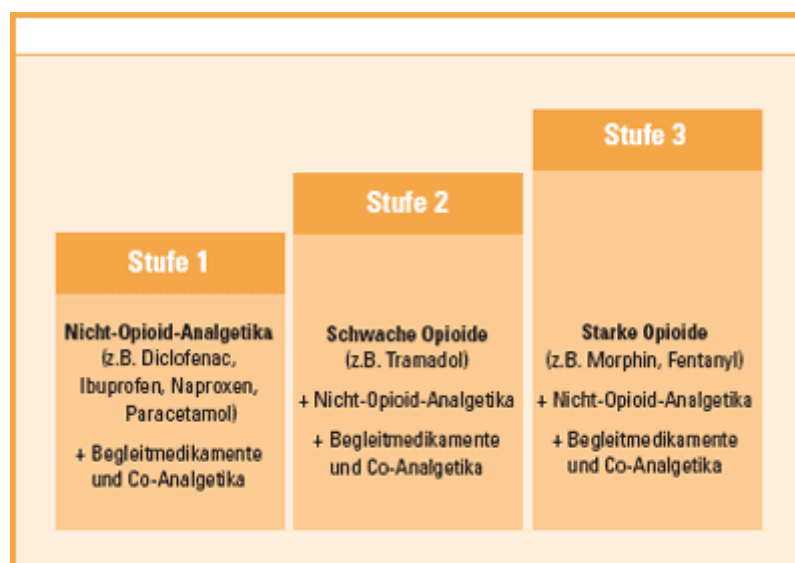 Stufe 1
Nicht-Opioid-Analgetika
(z.B. Diclofenac,
Ibuprofen, Naproxen,
Paracetamol)
+ Begleitmedikamente
und Co-Analgetika
Stufe 2
Schwache Opioide
(z.B. Tramadol)
+ Nicht-Opioid-Analgetika
+ Begleitmedikamente
und Co-Analgetika
Stufe 3
Starke Opioide
(z.B. Morphin, Fentanyl)
+ Nicht-Opioid-Analgetika
+ Begleitmedikamente
und Co-Analgetika